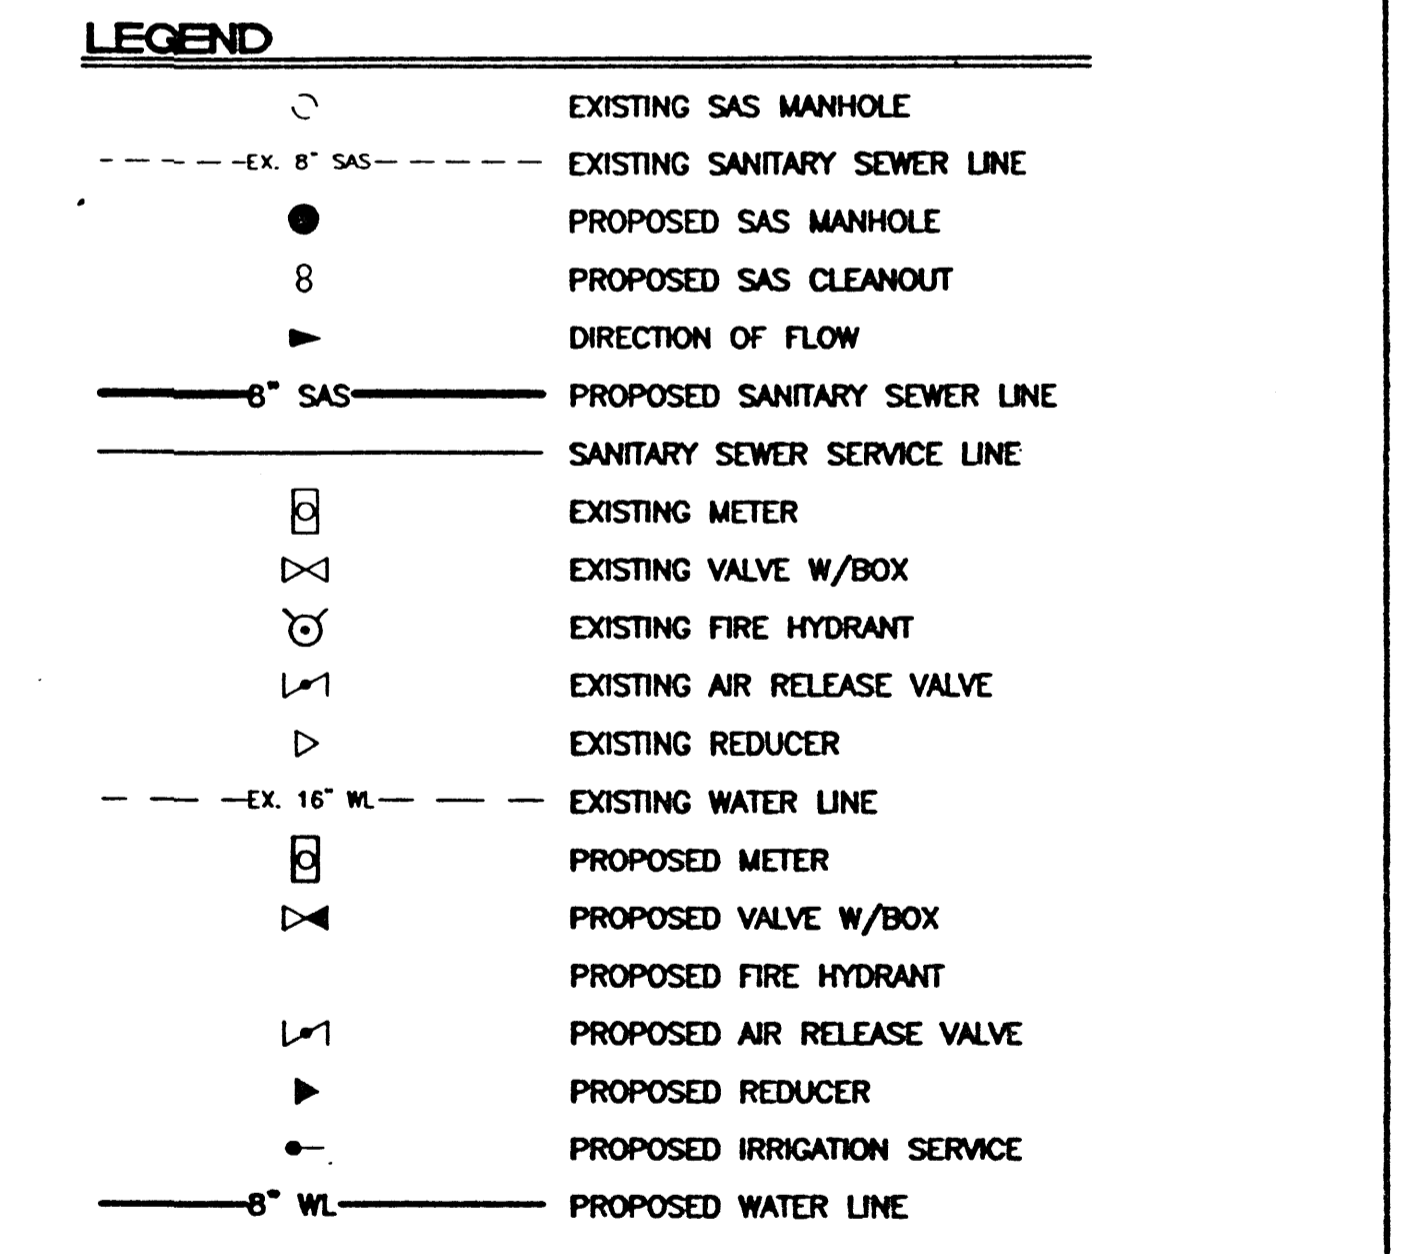 LEGEND
EXISTING SAS MANHOLE
EX. 8" SAS EXISTING SANITARY SEWER LINE
PROPOSED SAS MANHOLE
PROPOSED SAS CLEANOUT
DIRECTION OF FLOW
8" SAS PROPOSED SANITARY SEWER LINE
SANITARY SEWER SERVICE LINE
EXISTING METER
EXISTING VALVE W/BOX
EXISTING FIRE HYDRANT
EXISTING AIR RELEASE VALVE
EXISTING REDUCER
EX. 16" WL EXISTING WATER LINE
PROPOSED METER
PROPOSED VALVE W/BOX
PROPOSED FIRE HYDRANT
PROPOSED AIR RELEASE VALVE
PROPOSED REDUCER
PROPOSED IRRIGATION SERVICE
8" WL PROPOSED WATER LINE